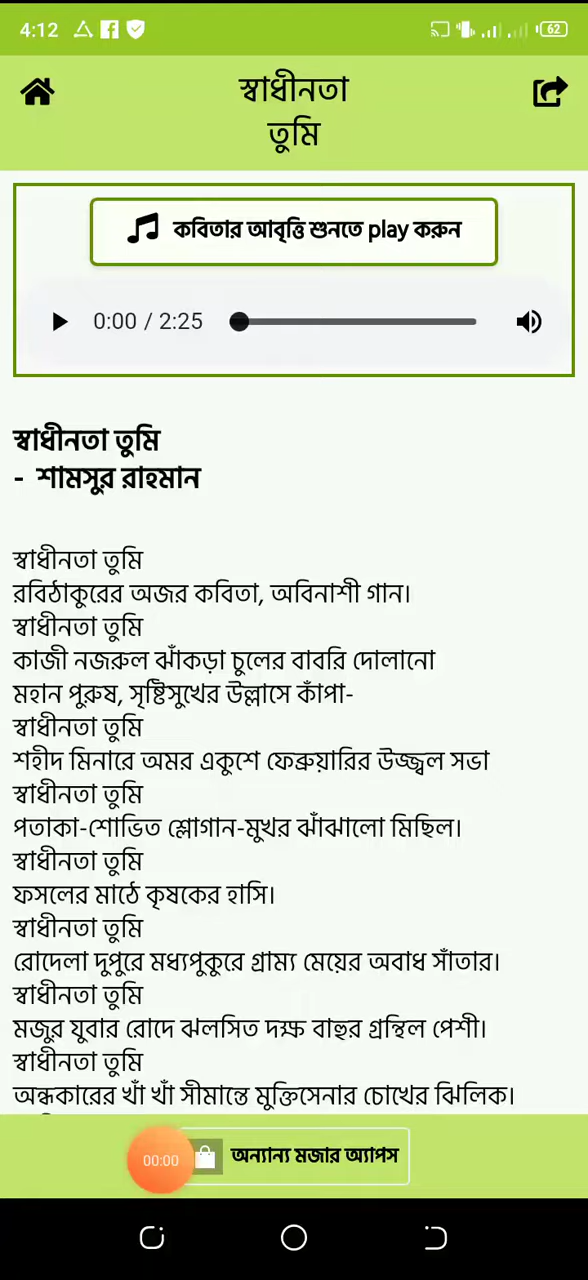 4:12
62
স্বাধীনতা
তুমি
কবিতার আবৃত্তি শুনতে play করুন
0:00 / 2:25
স্বাধীনতা তুমি
- শামসুর রাহমান
স্বাধীনতা তুমি
রবিঠাকুরের অজর কবিতা, অবিনাশী গান।
স্বাধীনতা তুমি
কাজী নজরুল ঝাঁকড়া চুলের বাবরি দোলানো
মহান পুরুষ, সৃষ্টিসুখের উল্লাসে কাঁপা-
স্বাধীনতা তুমি
শহীদ মিনারে অমর একুশে ফেব্রুয়ারির উজ্জ্বল সভা
স্বাধীনতা তুমি
পতাকা-শোভিত শ্লোগান-মুখর ঝাঁঝালো মিছিল।
স্বাধীনতা তুমি
ফসলের মাঠে কৃষকের হাসি।
স্বাধীনতা তুমি
রোদেলা দুপুরে মধ্যপুকুরে গ্রাম্য মেয়ের অবাধ সাঁতার।
স্বাধীনতা তুমি
মজুর যুবার রোদে ঝলসিত দক্ষ বাহুর গ্রন্থিল পেশী।
স্বাধীনতা তুমি
অন্ধকারের খাঁ খাঁ সীমান্তে মুক্তিসেনার চোখের ঝিলিক।
00:00
অন্যান্য মজার অ্যাপস